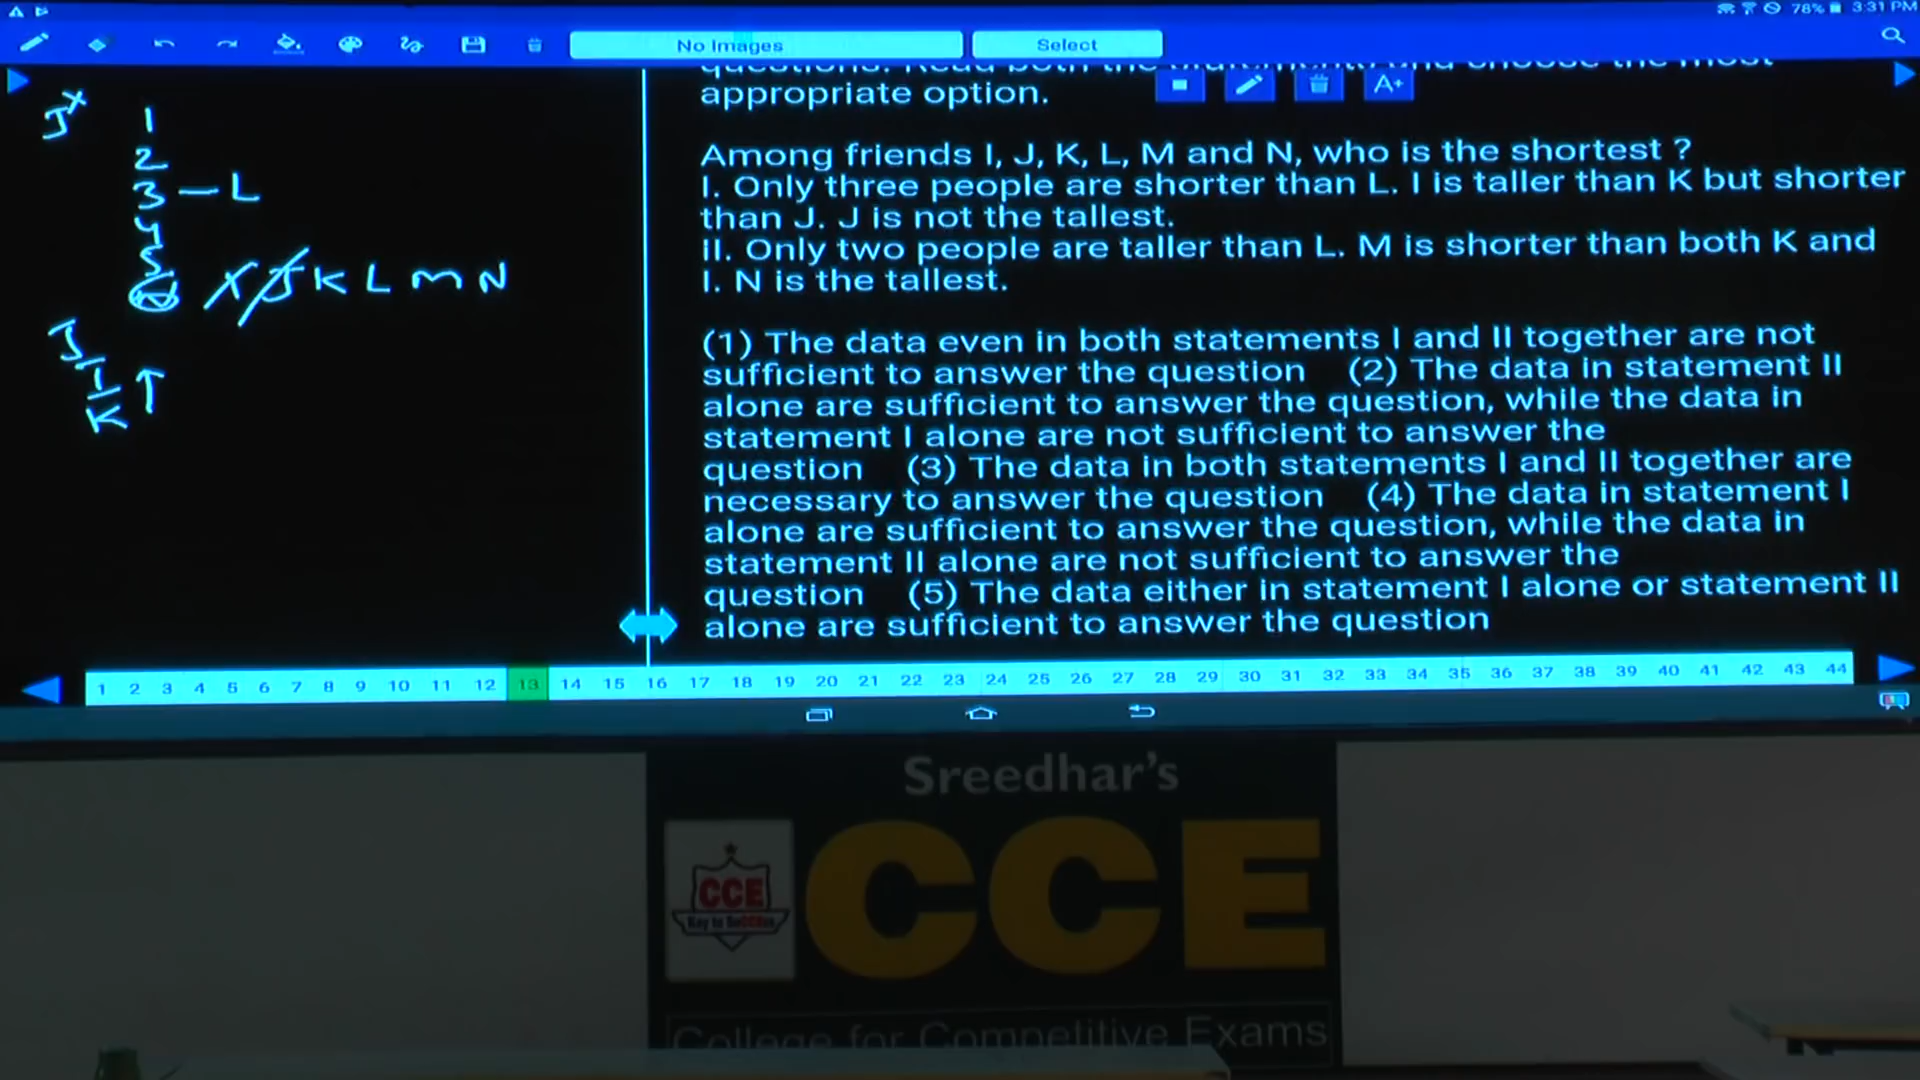 78% 3:31 PM
No Images
Select
appropriate option.
A+
Among friends I, J, K, L, M and N, who is the shortest ?
I. Only three people are shorter than L. I is taller than K but shorter
than J. J is not the tallest.
II. Only two people are taller than L. M is shorter than both K and
I. N is the tallest.
(1) The data even in both statements I and II together are not
sufficient to answer the question (2) The data in statement II
alone are sufficient to answer the question, while the data in
statement I alone are not sufficient to answer the
question (3) The data in both statements I and II together are
necessary to answer the question (4) The data in statement I
alone are sufficient to answer the question, while the data in
statement II alone are not sufficient to answer the
question (5) The data either in statement I alone or statement II
alone are sufficient to answer the question
J x
1
2
3 — L
4
5
K L M N
J
I
K ↑
1 2 3 4 5 6 7 8 9 10 11 12 13 14 15 16 17 18 19 20 21 22 23 24 25 26 27 28 29 30 31 32 33 34 35 36 37 38 39 40 41 42 43 44
Sreedhar's
CCE
CCE
Key to Success
College for Competitive Exams